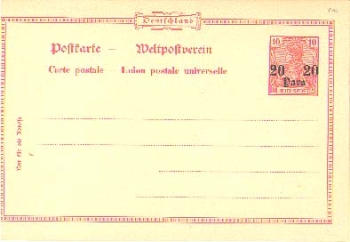 Deutschland
Postkarte – Weltpostverein
Carte postale – Union postale universelle
10 10
20 20
Para